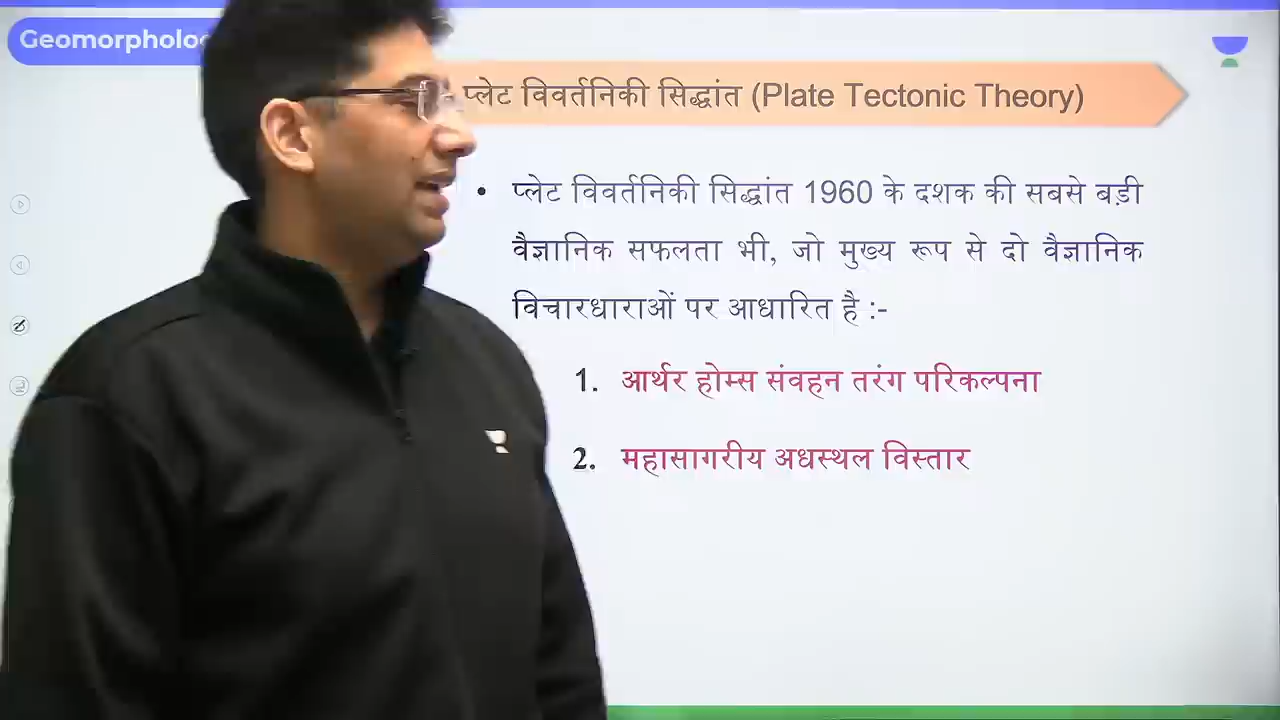 Geomorpholo
प्लेट विवर्तनिकी सिद्धांत (Plate Tectonic Theory)
• प्लेट विवर्तनिकी सिद्धांत 1960 के दशक की सबसे बड़ी
वैज्ञानिक सफलता भी, जो मुख्य रूप से दो वैज्ञानिक
विचारधाराओं पर आधारित है :-
1. आर्थर होम्स संवहन तरंग परिकल्पना
2. महासागरीय अधस्थल विस्तार